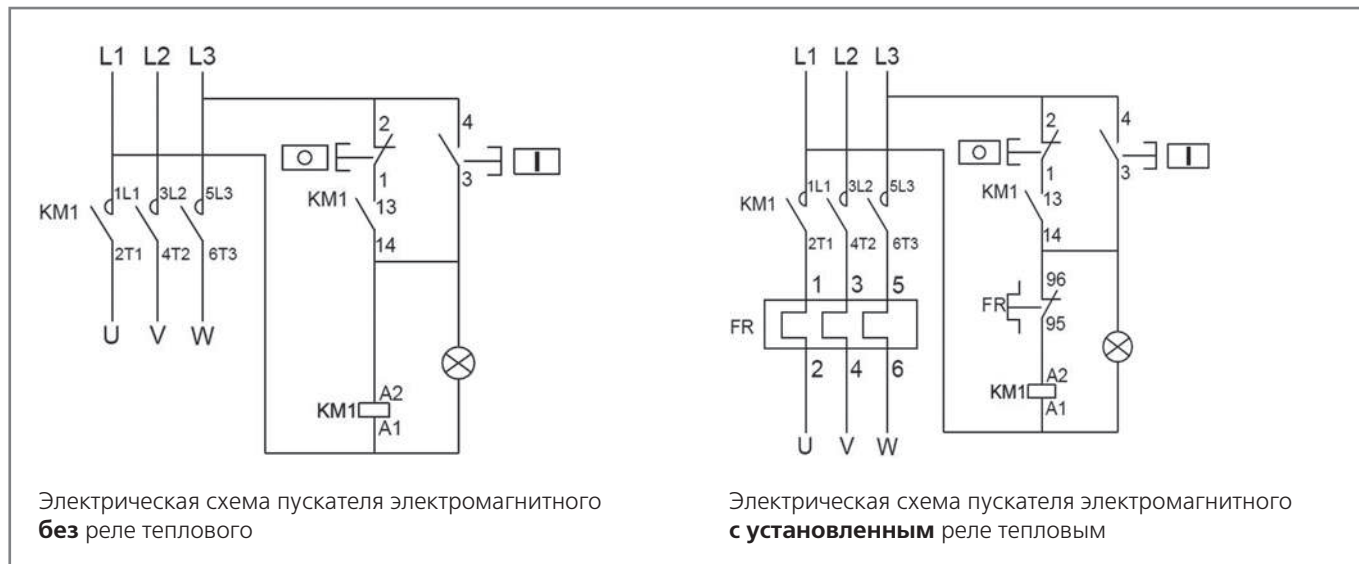 L1 L2 L3
2 4
1 3
KM1 1L1 3L2 5L3 KM1 13
2T1 4T2 6T3 14
U V W
KM1 A2
A1
Электрическая схема пускателя электромагнитного
без реле теплового
L1 L2 L3
2 4
1 3
KM1 1L1 3L2 5L3 KM1 13
2T1 4T2 6T3 14
1 3 5 96
FR FR
95
2 4 6
KM1 A2
A1
U V W
Электрическая схема пускателя электромагнитного
с установленным реле тепловым